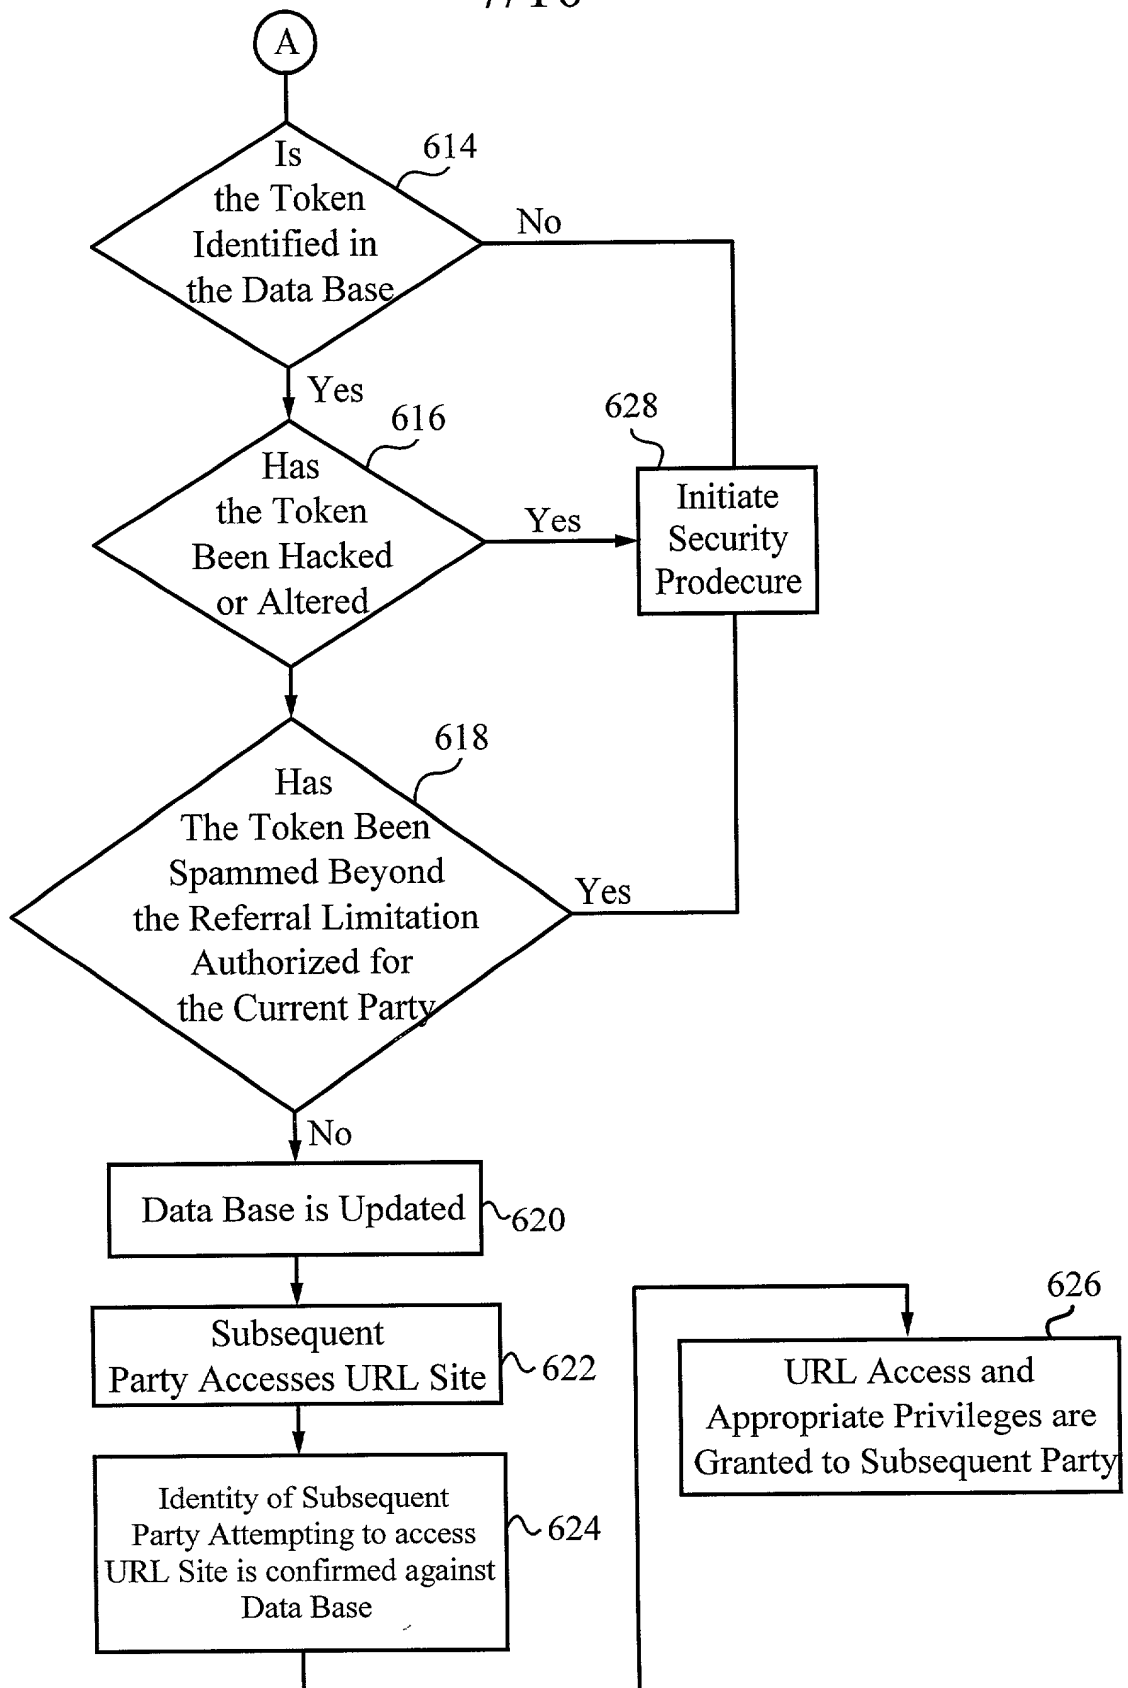 A
614
Is
the Token
Identified in
the Data Base
No
Yes
616
628
Has
the Token
Been Hacked
or Altered
Yes
Initiate
Security
Prodecure
618
Has
The Token Been
Spammed Beyond
the Referral Limitation
Authorized for
the Current Party
Yes
No
Data Base is Updated
620
Subsequent
Party Accesses URL Site
622
626
URL Access and
Appropriate Privileges are
Granted to Subsequent Party
Identity of Subsequent
Party Attempting to access
URL Site is confirmed against
Data Base
624